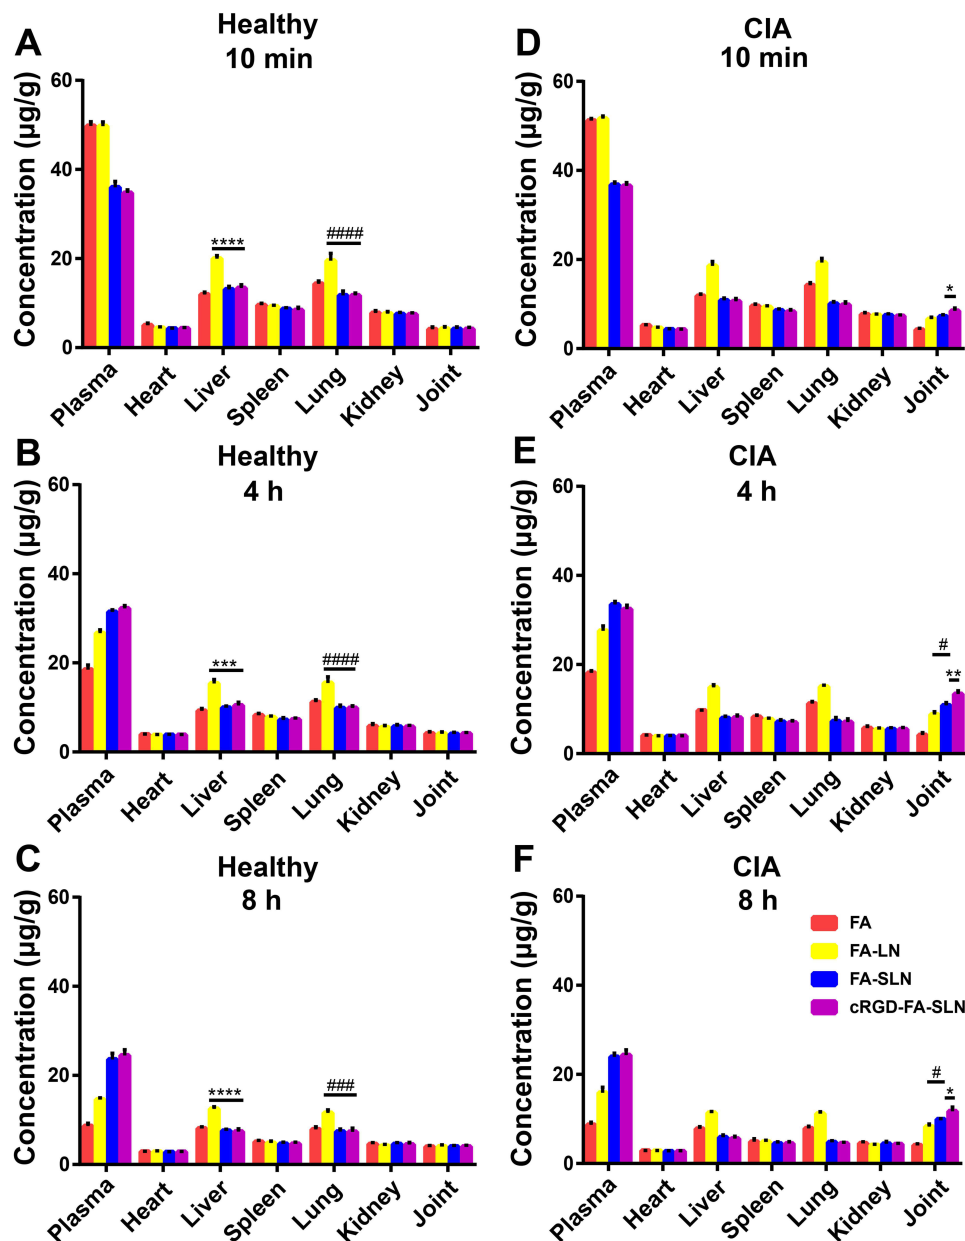 A
Healthy
10 min
Concentration (µg/g)
60
40
20
0
****
####
Plasma
Heart
Liver
Spleen
Lung
Kidney
Joint
D
CIA
10 min
Concentration (µg/g)
60
40
20
0
*
Plasma
Heart
Liver
Spleen
Lung
Kidney
Joint
B
Healthy
4 h
Concentration (µg/g)
60
40
20
0
***
####
Plasma
Heart
Liver
Spleen
Lung
Kidney
Joint
E
CIA
4 h
Concentration (µg/g)
60
40
20
0
#
**
Plasma
Heart
Liver
Spleen
Lung
Kidney
Joint
C
Healthy
8 h
Concentration (µg/g)
60
40
20
0
****
###
Plasma
Heart
Liver
Spleen
Lung
Kidney
Joint
F
CIA
8 h
Concentration (µg/g)
60
40
20
0
FA
FA-LN
FA-SLN
cRGD-FA-SLN
#
*
Plasma
Heart
Liver
Spleen
Lung
Kidney
Joint